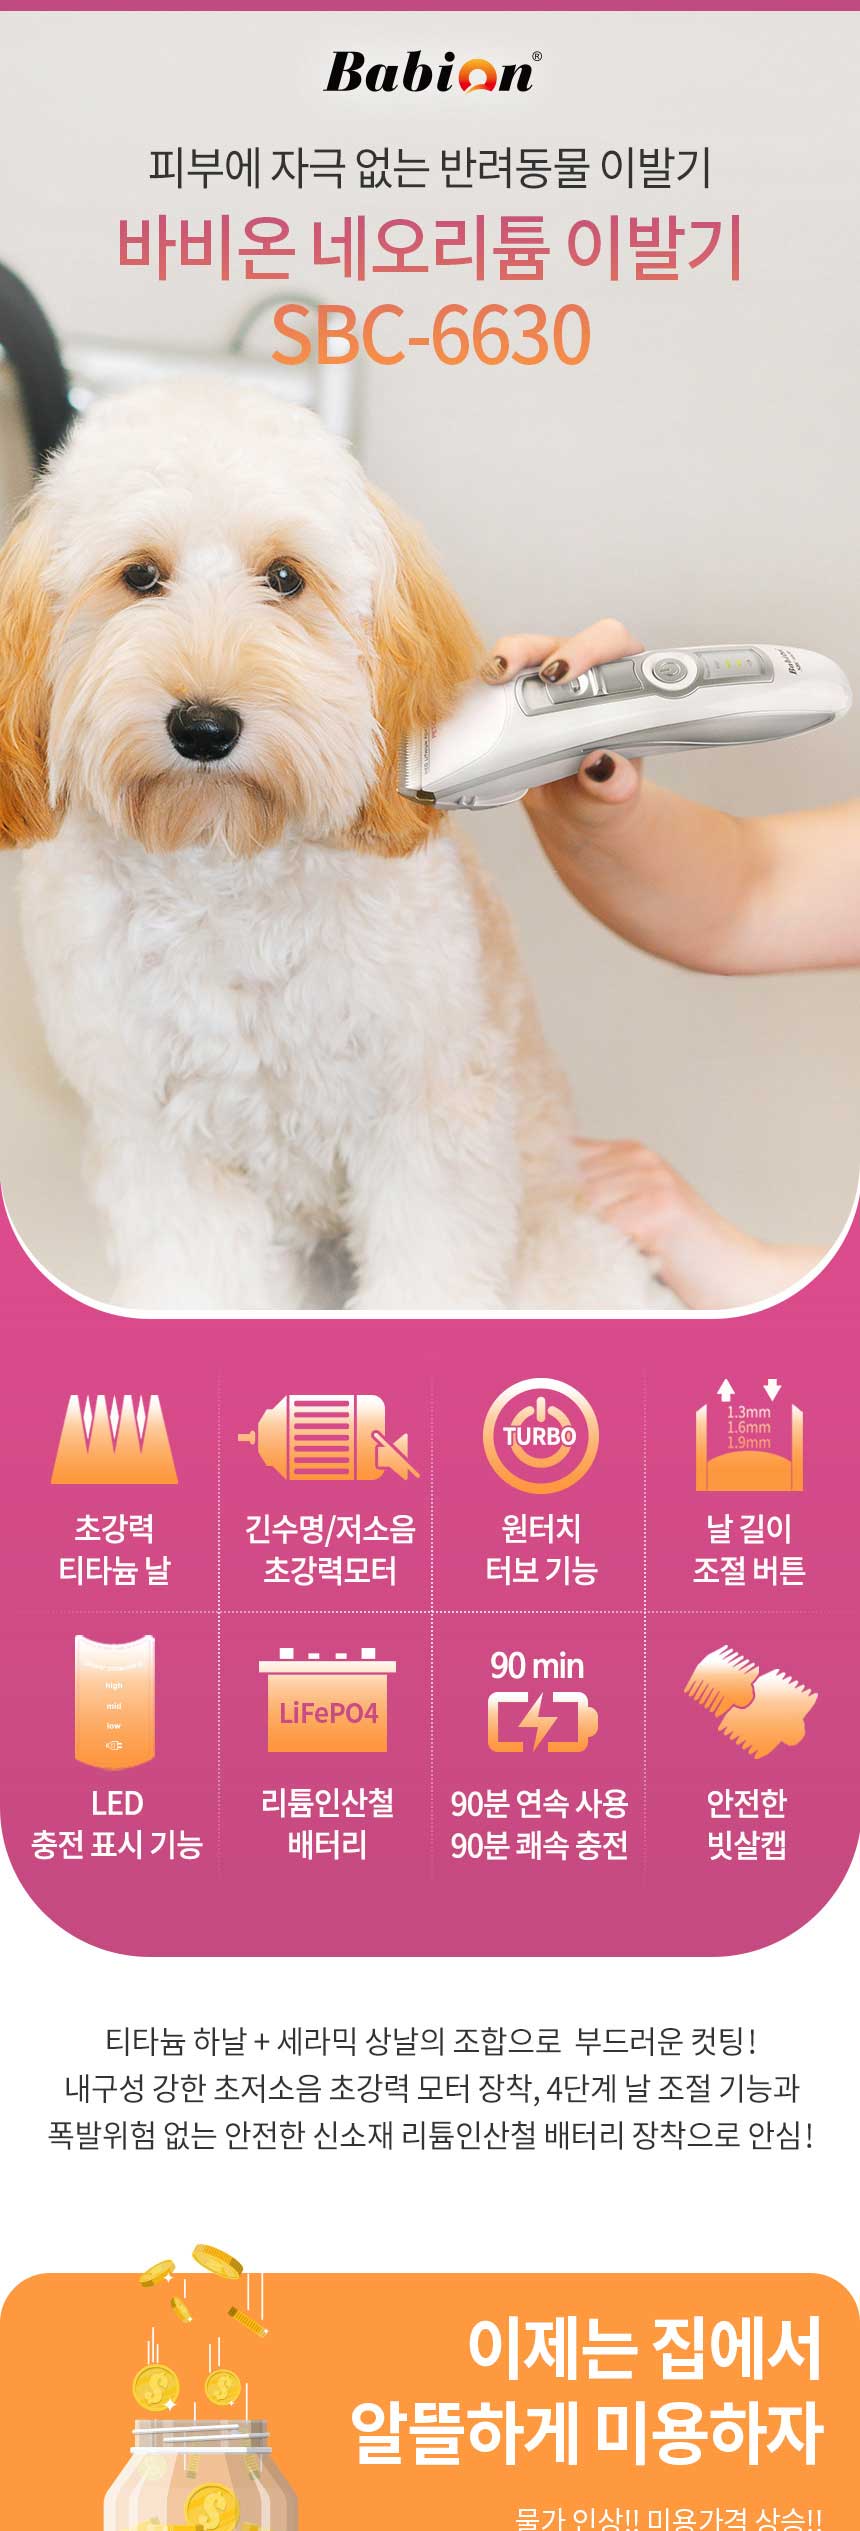 Babion®
피부에 자극 없는 반려동물 이발기
바비온 네오리튬 이발기
SBC-6630
Babion
TURBO
1.3mm
1.6mm
1.9mm
초강력
티타늄 날
긴수명/저소음
초강력모터
원터치
터보 기능
날 길이
조절 버튼
high
mid
low
LiFePO4
90 min
LED
충전 표시 기능
리튬인산철
배터리
90분 연속 사용
90분 쾌속 충전
안전한
빗살캡
티타늄 하날 + 세라믹 상날의 조합으로 부드러운 컷팅!
내구성 강한 초저소음 초강력 모터 장착, 4단계 날 조절 기능과
폭발위험 없는 안전한 신소재 리튬인산철 배터리 장착으로 안심!
이제는 집에서
알뜰하게 미용하자
물가 인상!! 미용가격 상승!!